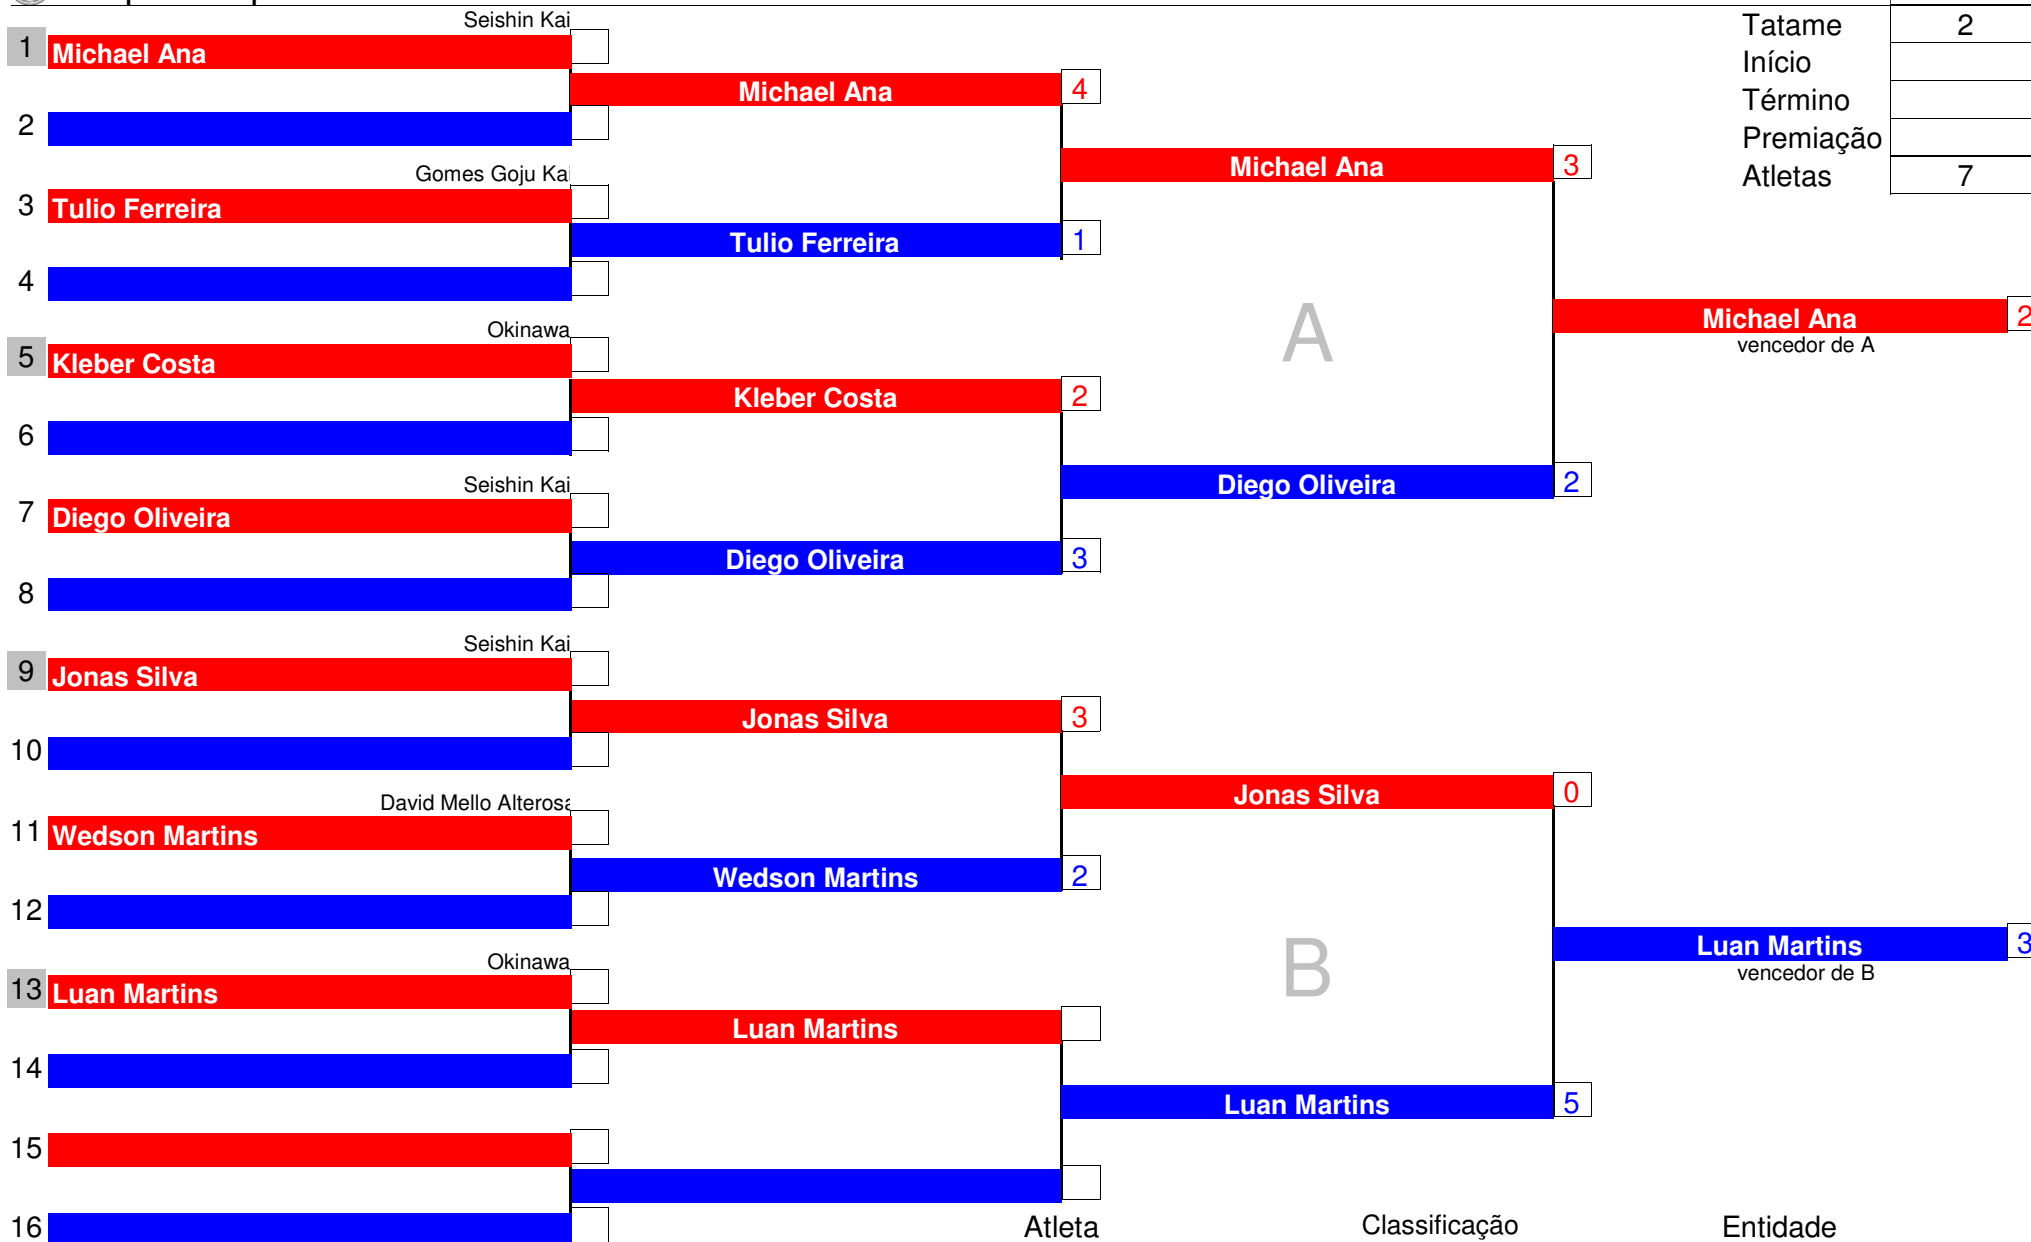 Seishin Kai
Tatame 2
1 Michael Ana
Início
Michael Ana 4
Término
2
Premiação
Michael Ana 3
Gomes Goju Kai
Atletas 7
3 Tulio Ferreira
Tulio Ferreira 1
4
A
Michael Ana 2
Okinawa
vencedor de A
5 Kleber Costa
Kleber Costa 2
6
Diego Oliveira 2
Seishin Kai
7 Diego Oliveira
Diego Oliveira 3
8
Seishin Kai
9 Jonas Silva
Jonas Silva 3
10
Jonas Silva 0
David Mello Alterosa
11 Wedson Martins
Wedson Martins 2
12
B
Luan Martins 3
Okinawa
vencedor de B
13 Luan Martins
Luan Martins
14
Luan Martins 5
15
16
Atleta Classificação Entidade